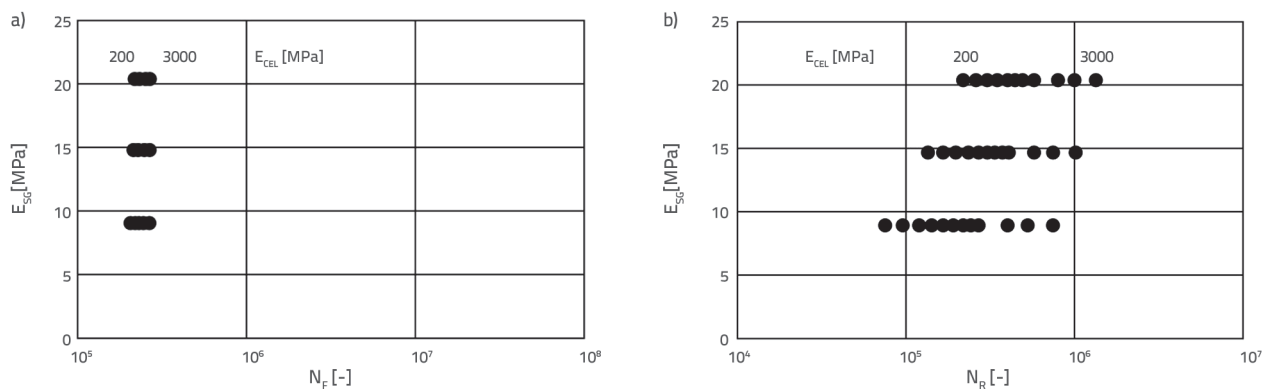 a)
25
20
15
10
5
0
E_SG[MPa]
200 3000 E_CEL [MPa]
10^5 10^6 10^7 10^8
N_F [-]
b)
25
20
15
10
5
0
E_SG[MPa]
E_CEL [MPa] 200 3000
10^4 10^5 10^6 10^7
N_R [-]